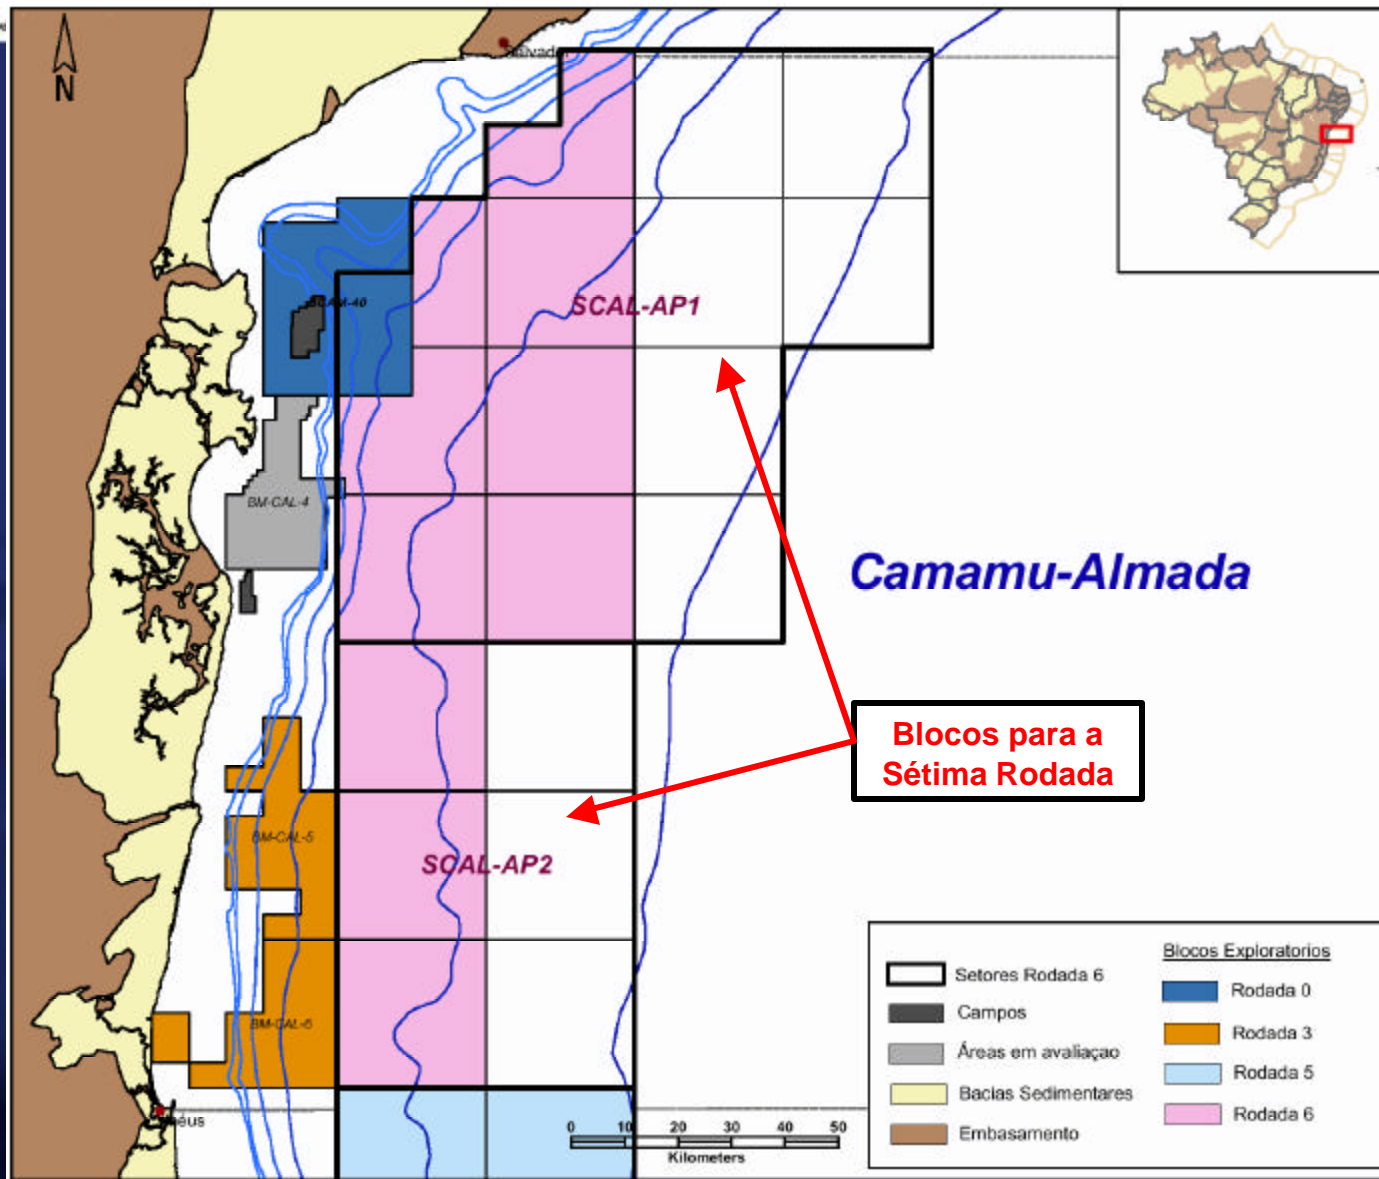 N
SCAL-AP1
BM-CAL-4
Camamu-Almada
Blocos para a
Sétima Rodada
BM-CAL-5
SCAL-AP2
BM-CAL-6
Setores Rodada 6
Campos
Áreas em avaliaçao
Bacias Sedimentares
Embasamento
Blocos Exploratorios
Rodada 0
Rodada 3
Rodada 5
Rodada 6
0 10 20 30 40 50
Kilometers